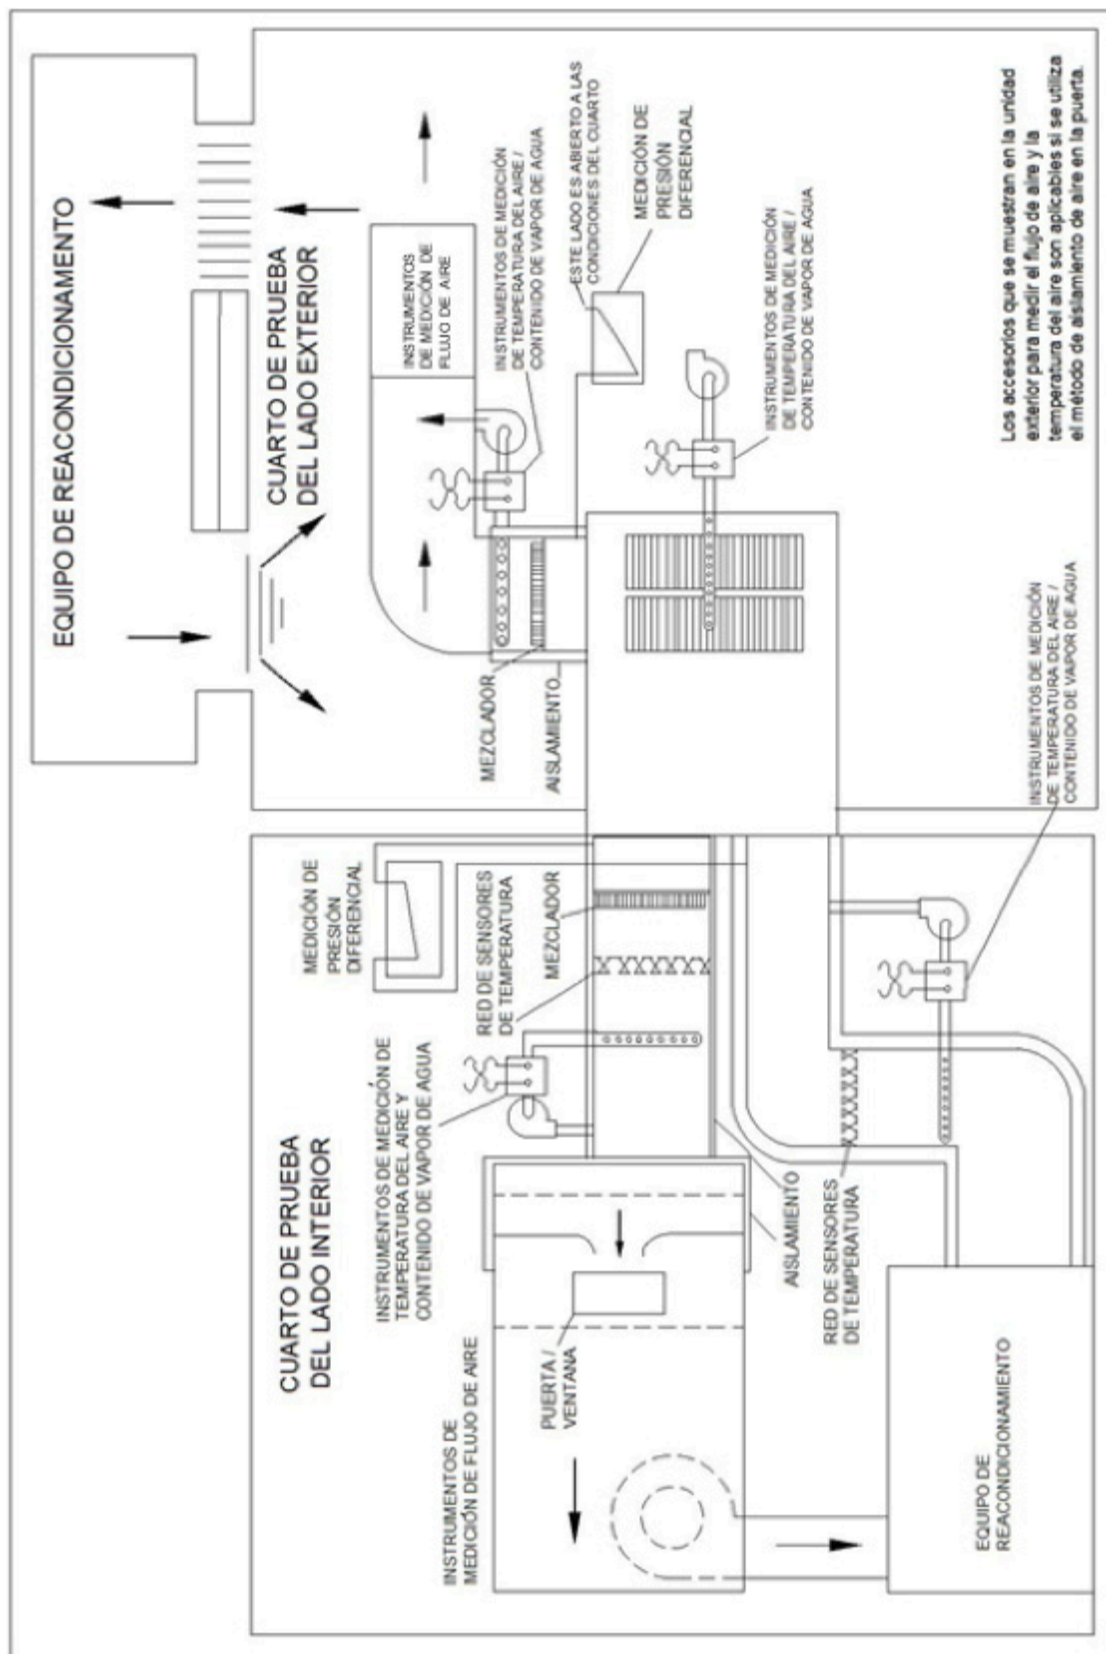 EQUIPO DE REACONDICIONAMENTO
CUARTO DE PRUEBA
DEL LADO EXTERIOR
INSTRUMENTOS
DE MEDICIÓN DE
FLUJO DE AIRE
INSTRUMENTOS DE MEDICIÓN
DE TEMPERATURA DEL AIRE /
CONTENIDO DE VAPOR DE AGUA
ESTE LADO ES ABIERTO A LAS
CONDICIONES DEL CUARTO
MEDICIÓN DE
PRESIÓN
DIFERENCIAL
INSTRUMENTOS DE MEDICIÓN
DE TEMPERATURA DEL AIRE /
CONTENIDO DE VAPOR DE AGUA
Los accesorios que se muestran en la unidad
exterior para medir el flujo de aire y la
temperatura del aire son aplicables si se utiliza
el método de aislamiento de aire en la puerta.
MEZCLADOR
AISLAMIENTO
INSTRUMENTOS DE MEDICIÓN
DE TEMPERATURA DEL AIRE /
CONTENIDO DE VAPOR DE AGUA
CUARTO DE PRUEBA
DEL LADO INTERIOR
MEDICIÓN DE
PRESIÓN
DIFERENCIAL
INSTRUMENTOS DE MEDICIÓN DE
TEMPERATURA DEL AIRE Y
CONTENIDO DE VAPOR DE AGUA
RED DE SENSORES
DE TEMPERATURA
MEZCLADOR
INSTRUMENTOS DE
MEDICIÓN DE FLUJO DE AIRE
PUERTA /
VENTANA
AISLAMIENTO
RED DE SENSORES
DE TEMPERATURA
EQUIPO DE
REACONDICIONAMIENTO